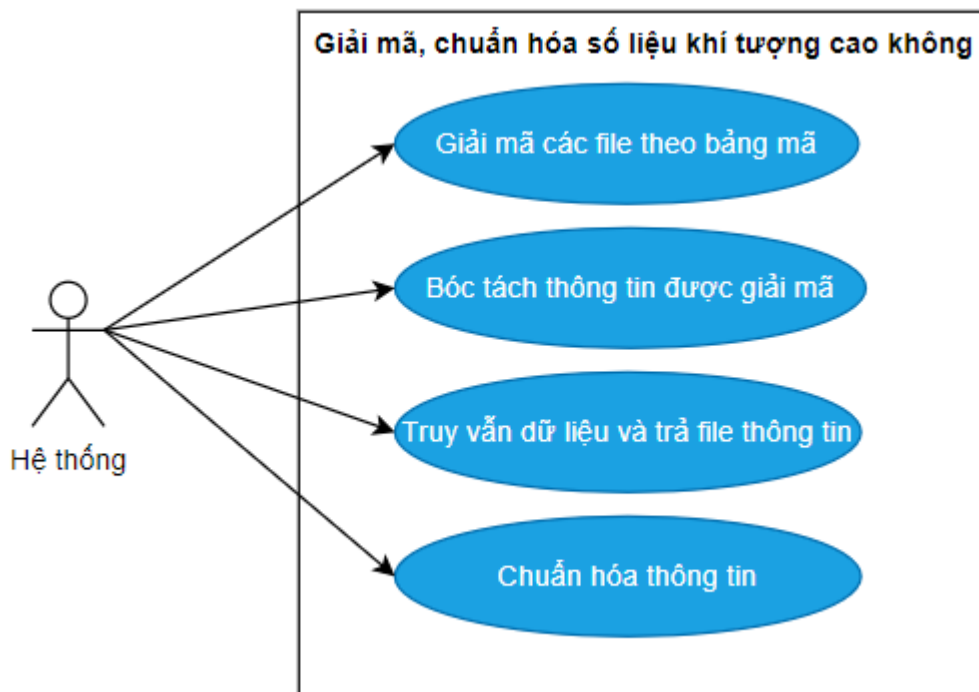 Giải mã, chuẩn hóa số liệu khí tượng cao không
Giải mã các file theo bảng mã
Bóc tách thông tin được giải mã
Truy vẫn dữ liệu và trả file thông tin
Chuẩn hóa thông tin
Hệ thống